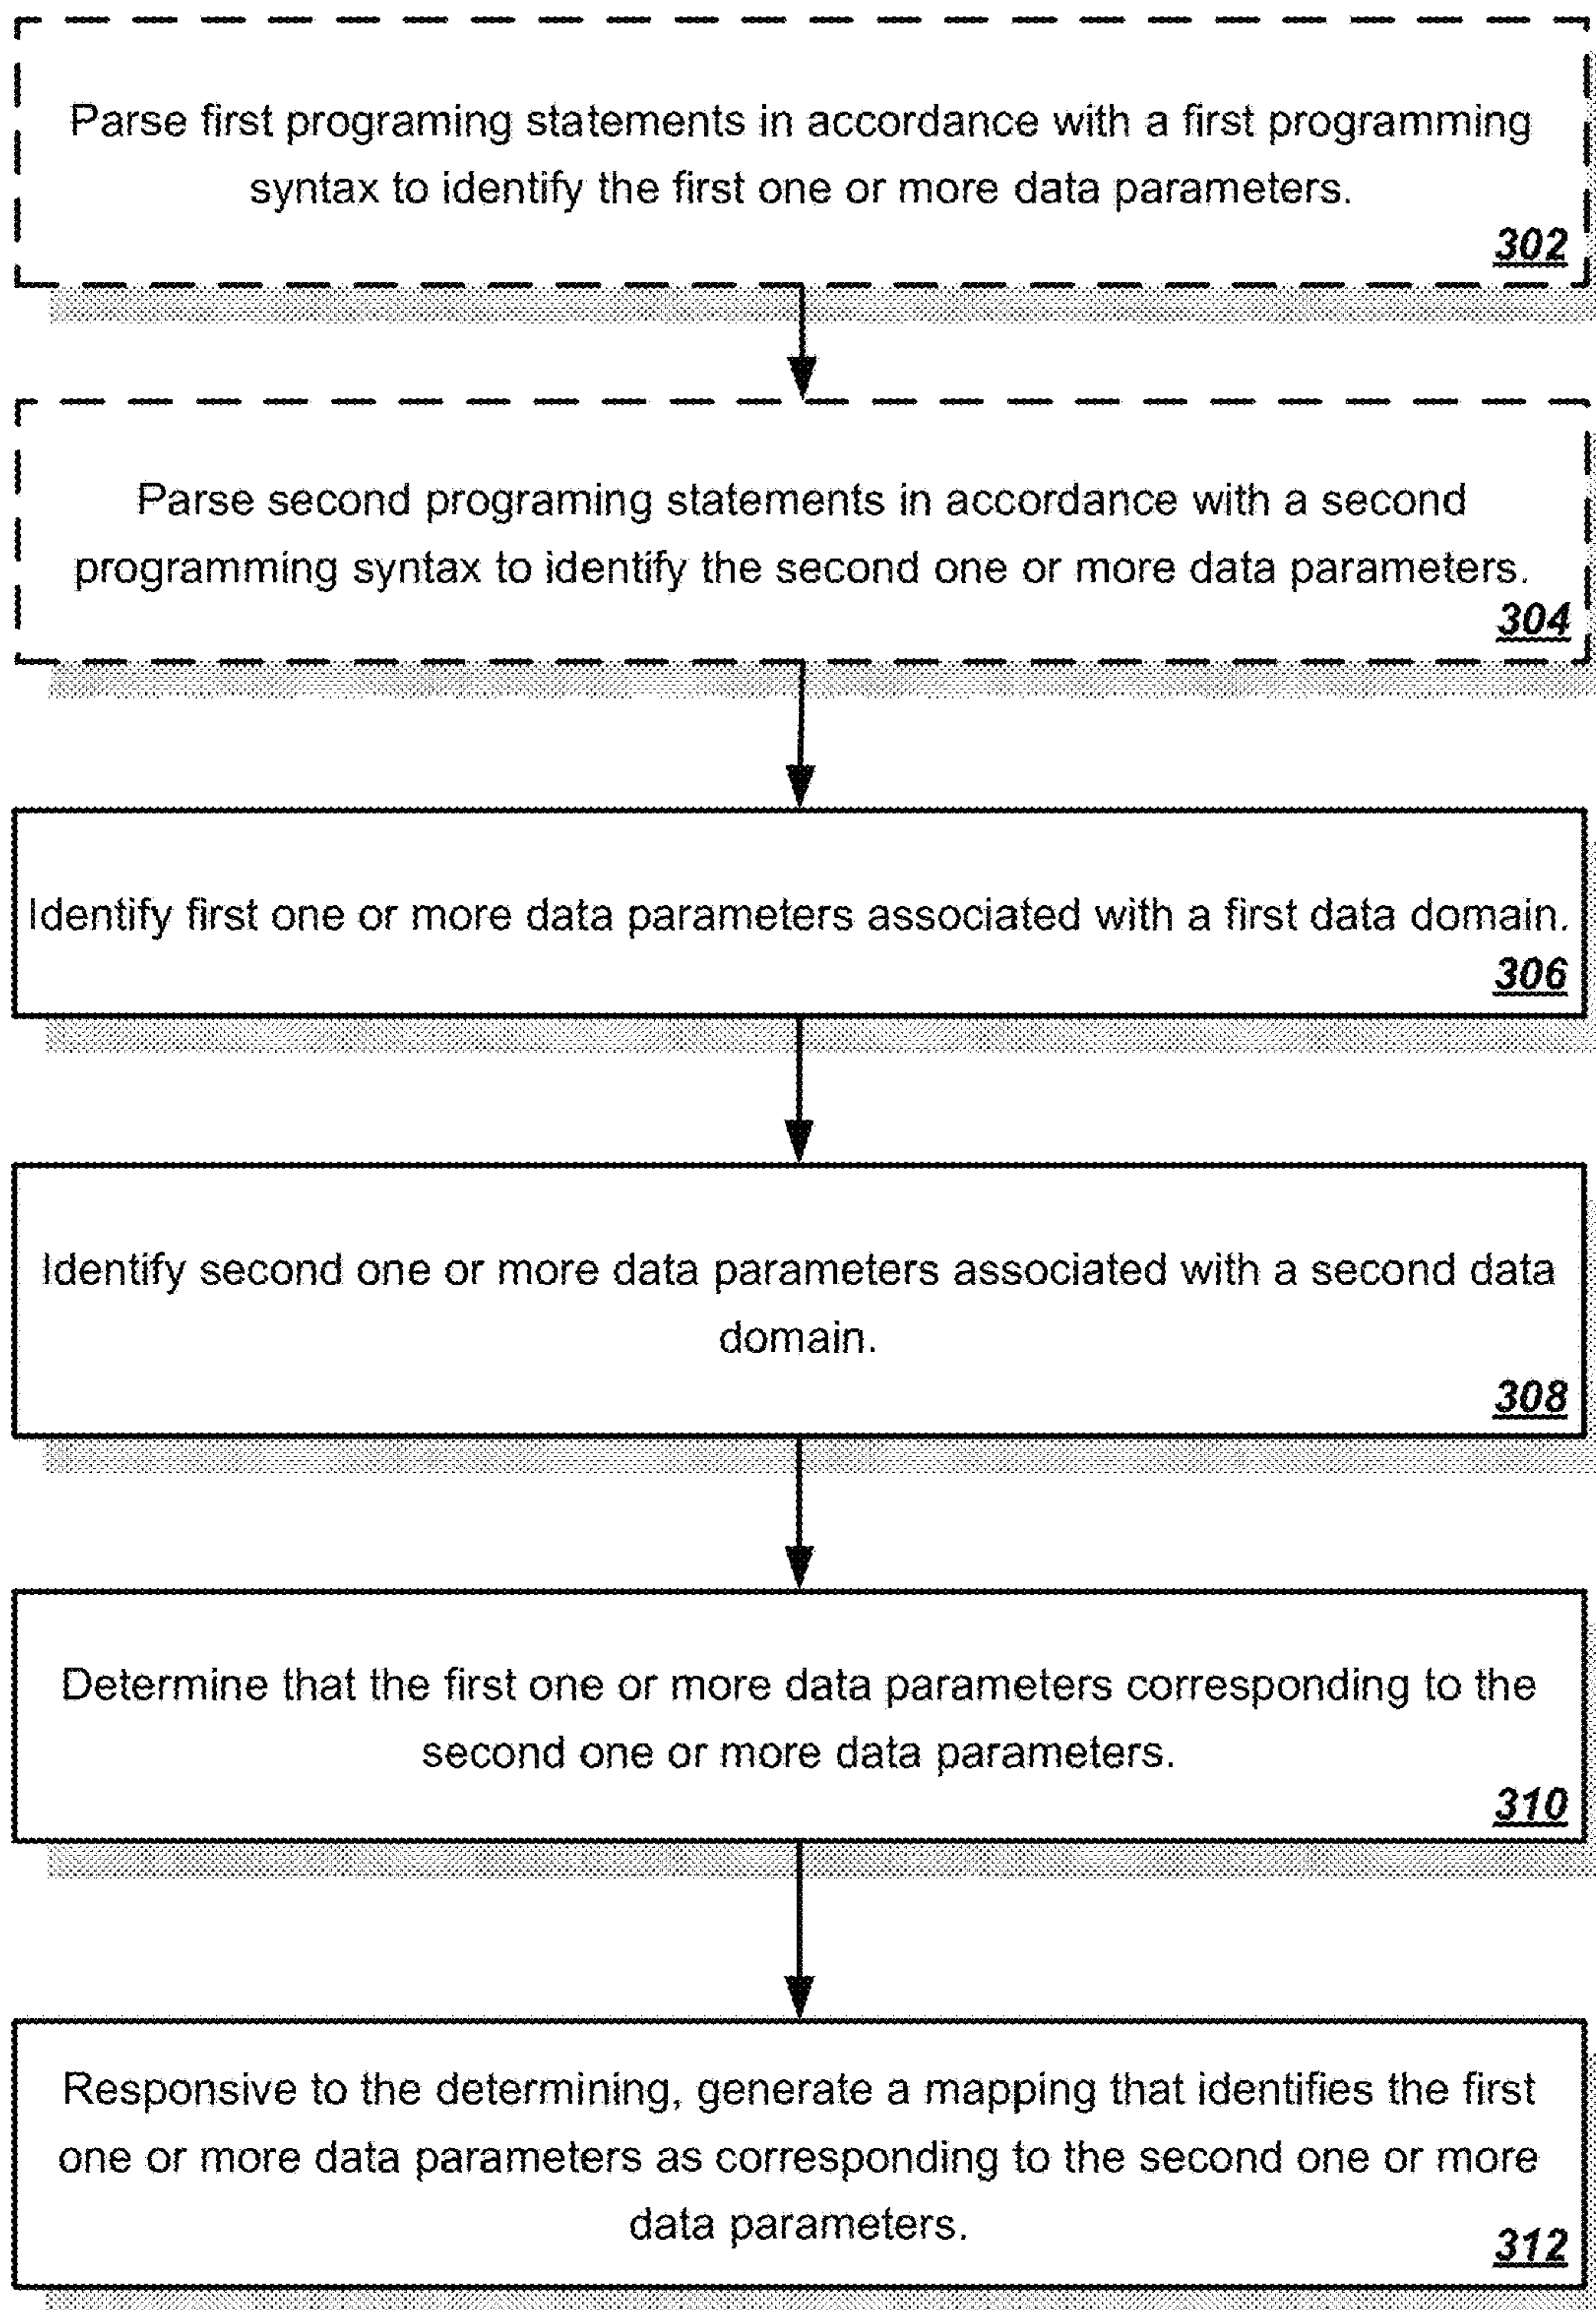 Parse first programing statements in accordance with a first programming
syntax to identify the first one or more data parameters.
302
Parse second programing statements in accordance with a second
programming syntax to identify the second one or more data parameters.
304
Identify first one or more data parameters associated with a first data domain.
306
Identify second one or more data parameters associated with a second data
domain.
308
Determine that the first one or more data parameters corresponding to the
second one or more data parameters.
310
Responsive to the determining, generate a mapping that identifies the first
one or more data parameters as corresponding to the second one or more
data parameters.
312